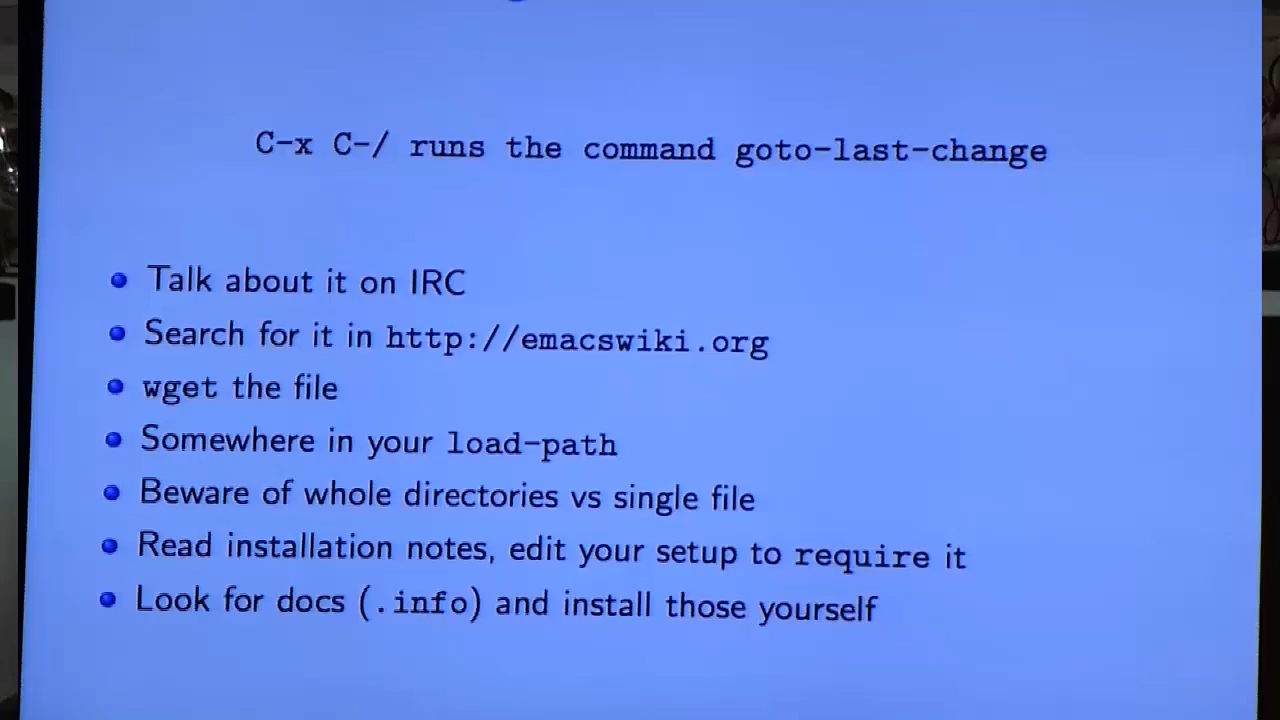 C-x C-/ runs the command goto-last-change
Talk about it on IRC
Search for it in http://emacswiki.org
wget the file
Somewhere in your load-path
Beware of whole directories vs single file
Read installation notes, edit your setup to require it
Look for docs (.info) and install those yourself